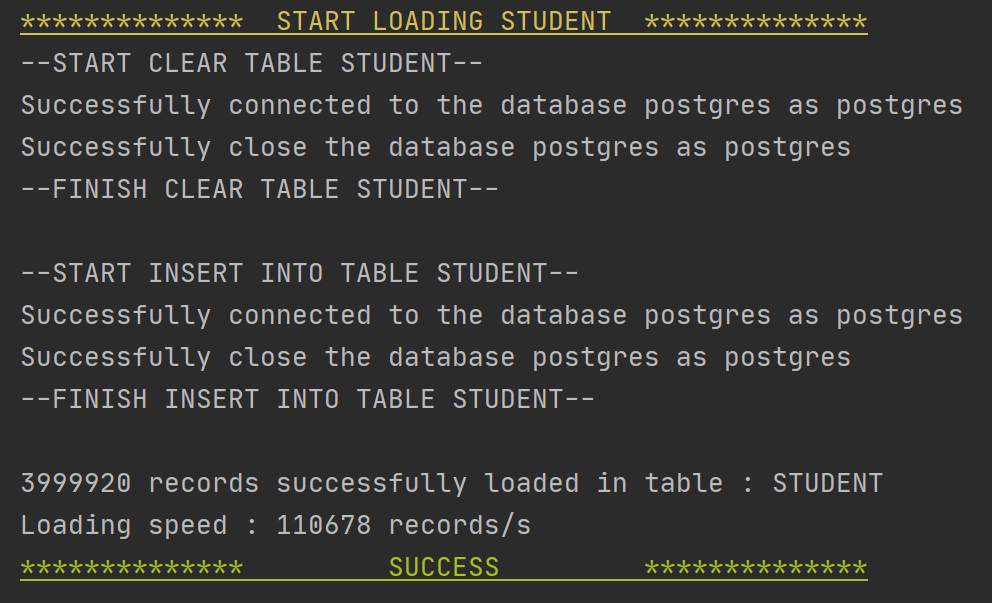 **************  START LOADING STUDENT  **************
--START CLEAR TABLE STUDENT--
Successfully connected to the database postgres as postgres
Successfully close the database postgres as postgres
--FINISH CLEAR TABLE STUDENT--
--START INSERT INTO TABLE STUDENT--
Successfully connected to the database postgres as postgres
Successfully close the database postgres as postgres
--FINISH INSERT INTO TABLE STUDENT--
3999920 records successfully loaded in table : STUDENT
Loading speed : 110678 records/s
**************         SUCCESS         **************